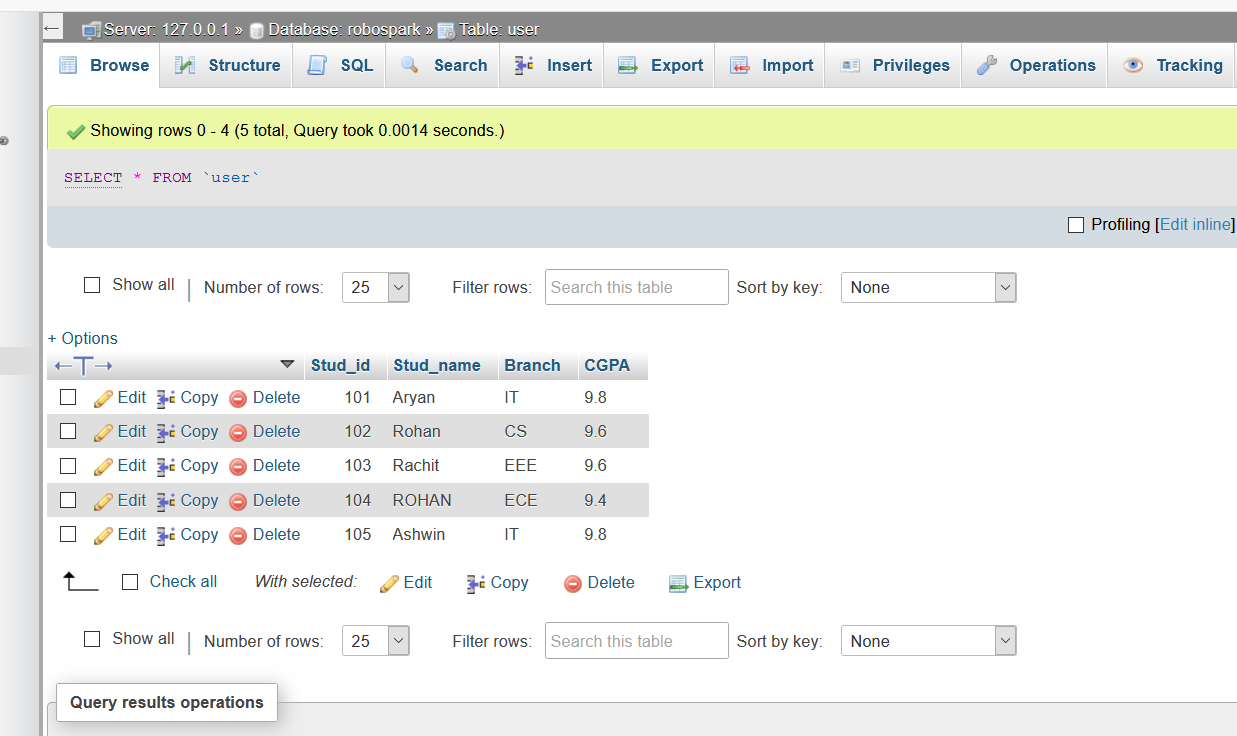 Server: 127.0.0.1 » Database: robospark » Table: user
Browse Structure SQL Search Insert Export Import Privileges Operations Tracking
Showing rows 0 - 4 (5 total, Query took 0.0014 seconds.)
SELECT * FROM `user`
Profiling [Edit inline]
Show all | Number of rows: 25 Filter rows: Search this table Sort by key: None
+ Options
←T→ Stud_id Stud_name Branch CGPA
Edit Copy Delete 101 Aryan IT 9.8
Edit Copy Delete 102 Rohan CS 9.6
Edit Copy Delete 103 Rachit EEE 9.6
Edit Copy Delete 104 ROHAN ECE 9.4
Edit Copy Delete 105 Ashwin IT 9.8
Check all With selected: Edit Copy Delete Export
Show all | Number of rows: 25 Filter rows: Search this table Sort by key: None
Query results operations